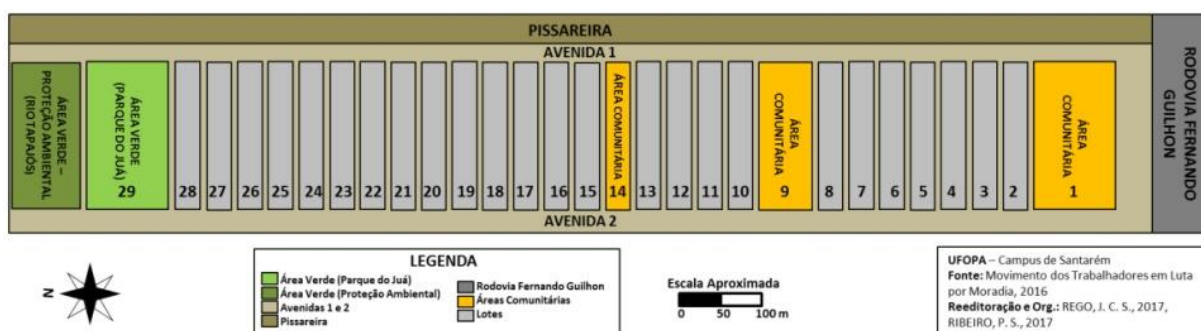 PISSAREIRA
AVENIDA 1
ÁREA VERDE –
PROTEÇÃO AMBIENTAL
(RIOTAPAJÓS)
ÁREA VERDE
(PARQUE DO JUÁ)
29
28
27
26
25
24
23
22
21
20
19
18
17
16
15
ÁREA COMUNITÁRIA
14
13
12
11
10
ÁREA
COMUNITÁRIA
9
8
7
6
5
4
3
2
ÁREA
COMUNITÁRIA
1
RODOVIA FERNANDO
GUILHON
AVENIDA 2
N
LEGENDA
Área Verde (Parque do Juá)
Área Verde (Proteção Ambiental)
Avenidas 1 e 2
Pissareira
Rodovia Fernando Guilhon
Áreas Comunitárias
Lotes
Escala Aproximada
0 50 100 m
UFOPA – Campus de Santarém
Fonte: Movimento dos Trabalhadores em Luta
por Moradia, 2016
Reeditoração e Org.: REGO, J. C. S., 2017,
RIBEIRO, P. S., 2017